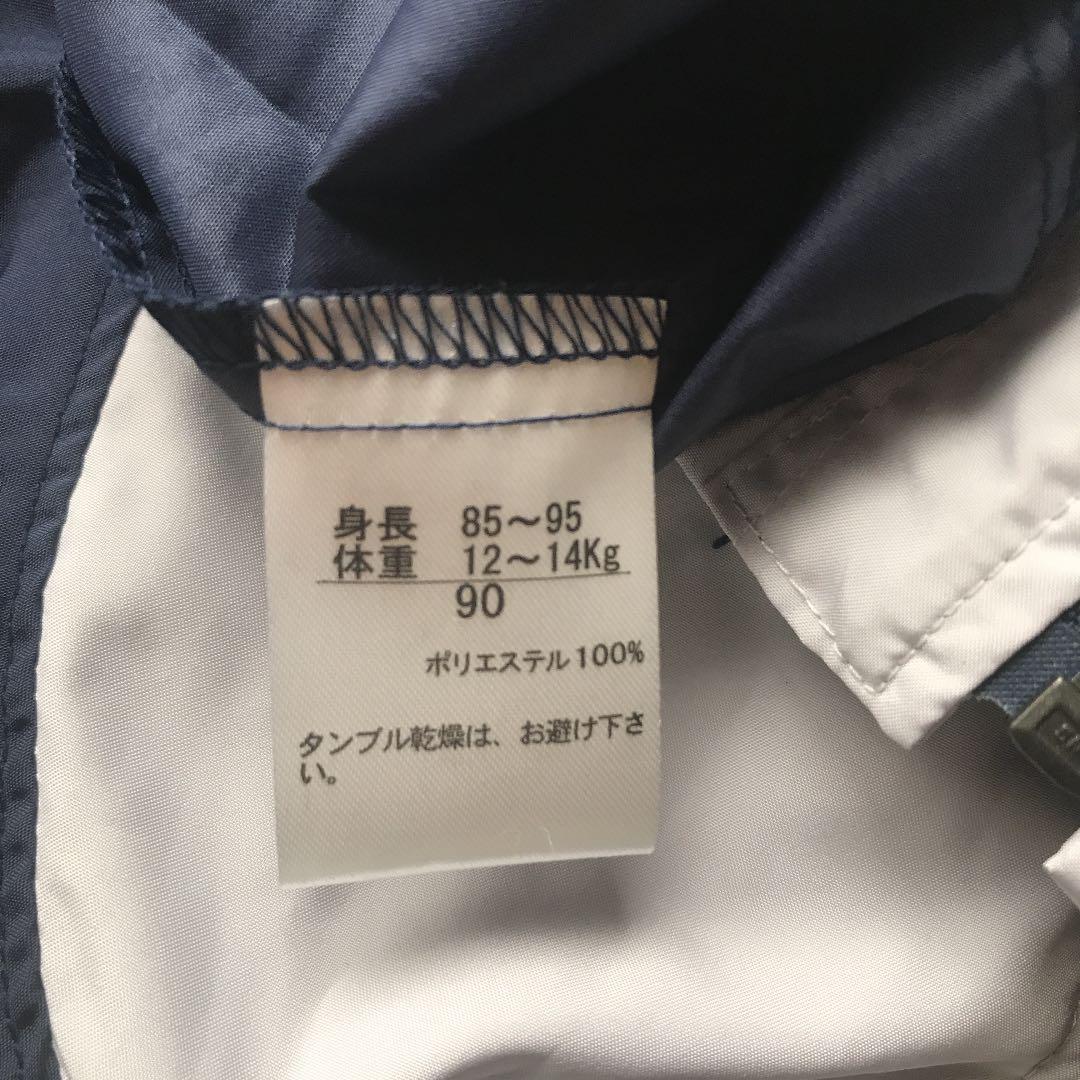 身長 85～95
体重 12～14Kg
90
ポリエステル100%
タンブル乾燥は、お避け下さ
い。